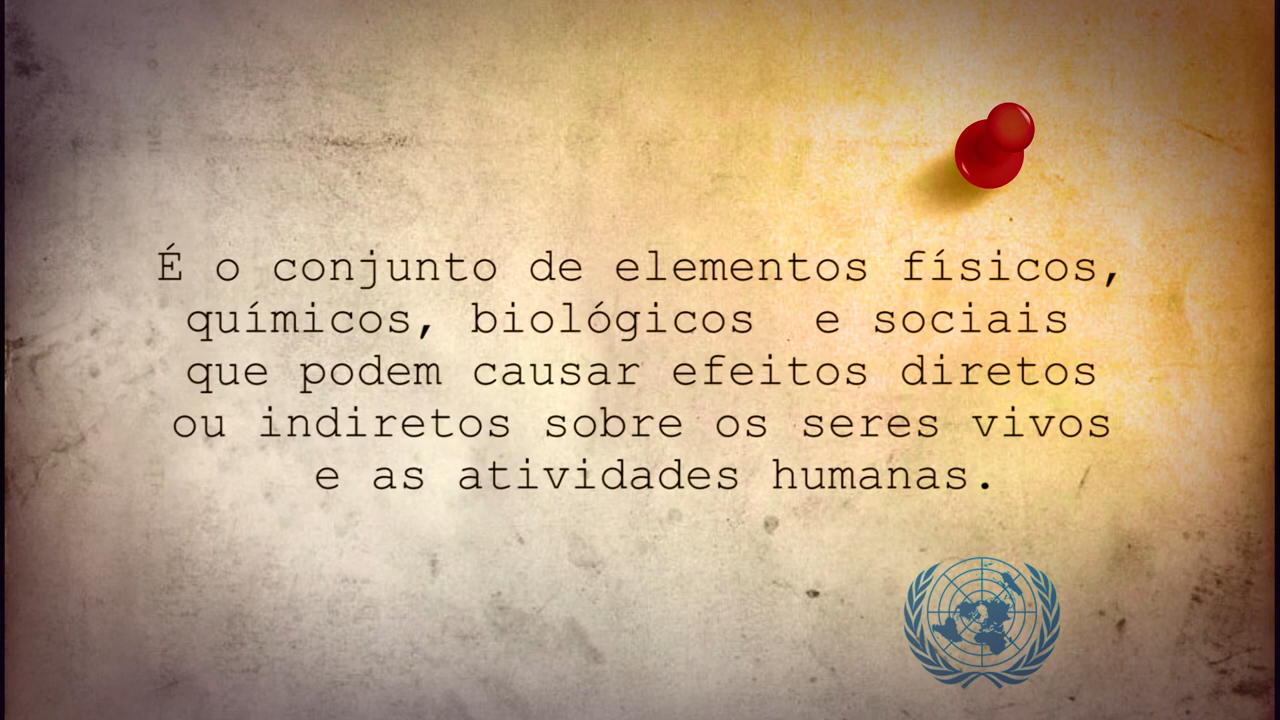 É o conjunto de elementos físicos,
químicos, biológicos e sociais
que podem causar efeitos diretos
ou indiretos sobre os seres vivos
e as atividades humanas.